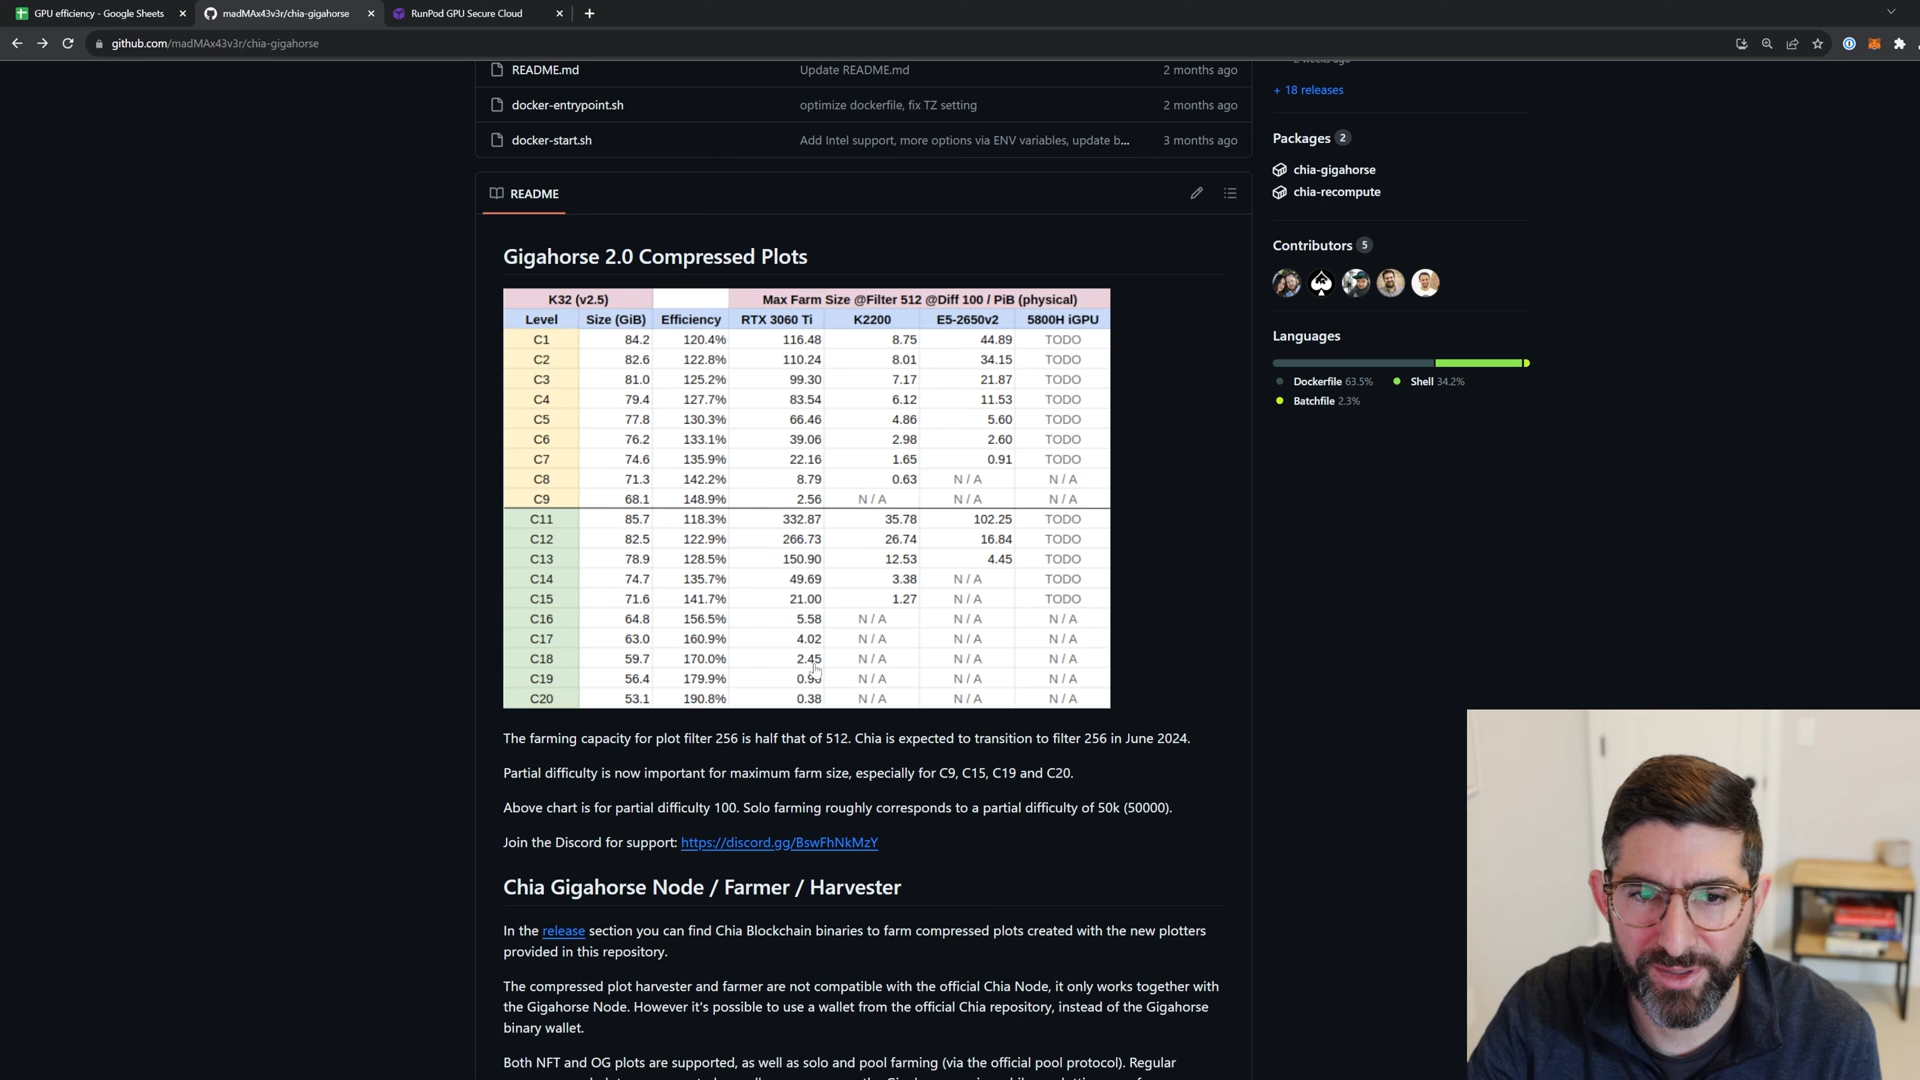 GPU efficiency - Google Sheets
madMAx43v3r/chia-gigahorse
RunPod GPU Secure Cloud
github.com/madMAx43v3r/chia-gigahorse
README.md Update README.md 2 months ago
docker-entrypoint.sh optimize dockerfile, fix TZ setting 2 months ago
docker-start.sh Add Intel support, more options via ENV variables, update b... 3 months ago
README
Gigahorse 2.0 Compressed Plots
K32 (v2.5) Max Farm Size @Filter 512 @Diff 100 / PiB (physical)
Level Size (GiB) Efficiency RTX 3060 Ti K2200 E5-2650v2 5800H iGPU
C1 84.2 120.4% 116.48 8.75 44.89 TODO
C2 82.6 122.8% 110.24 8.01 34.15 TODO
C3 81.0 125.2% 99.30 7.17 21.87 TODO
C4 79.4 127.7% 83.54 6.12 11.53 TODO
C5 77.8 130.3% 66.46 4.86 5.60 TODO
C6 76.2 133.1% 39.06 2.98 2.60 TODO
C7 74.6 135.9% 22.16 1.65 0.91 TODO
C8 71.3 142.2% 8.79 0.63 N / A N / A
C9 68.1 148.9% 2.56 N / A N / A N / A
C11 85.7 118.3% 332.87 35.78 102.25 TODO
C12 82.5 122.9% 266.73 26.74 16.84 TODO
C13 78.9 128.5% 150.90 12.53 4.45 TODO
C14 74.7 135.7% 49.69 3.38 N / A TODO
C15 71.6 141.7% 21.00 1.27 N / A TODO
C16 64.8 156.5% 5.58 N / A N / A N / A
C17 63.0 160.9% 4.02 N / A N / A N / A
C18 59.7 170.0% 2.45 N / A N / A N / A
C19 56.4 179.9% N / A N / A N / A
C20 53.1 190.8% 0.38 N / A N / A N / A
The farming capacity for plot filter 256 is half that of 512. Chia is expected to transition to filter 256 in June 2024.
Partial difficulty is now important for maximum farm size, especially for C9, C15, C19 and C20.
Above chart is for partial difficulty 100. Solo farming roughly corresponds to a partial difficulty of 50k (50000).
Join the Discord for support: https://discord.gg/BswFhNkMzY
Chia Gigahorse Node / Farmer / Harvester
In the release section you can find Chia Blockchain binaries to farm compressed plots created with the new plotters
provided in this repository.
The compressed plot harvester and farmer are not compatible with the official Chia Node, it only works together with
the Gigahorse Node. However it's possible to use a wallet from the official Chia repository, instead of the Gigahorse
binary wallet.
Both NFT and OG plots are supported, as well as solo and pool farming (via the official pool protocol). Regular
+ 18 releases
Packages 2
chia-gigahorse
chia-recompute
Contributors 5
Languages
Dockerfile 63.5% Shell 34.2%
Batchfile 2.3%